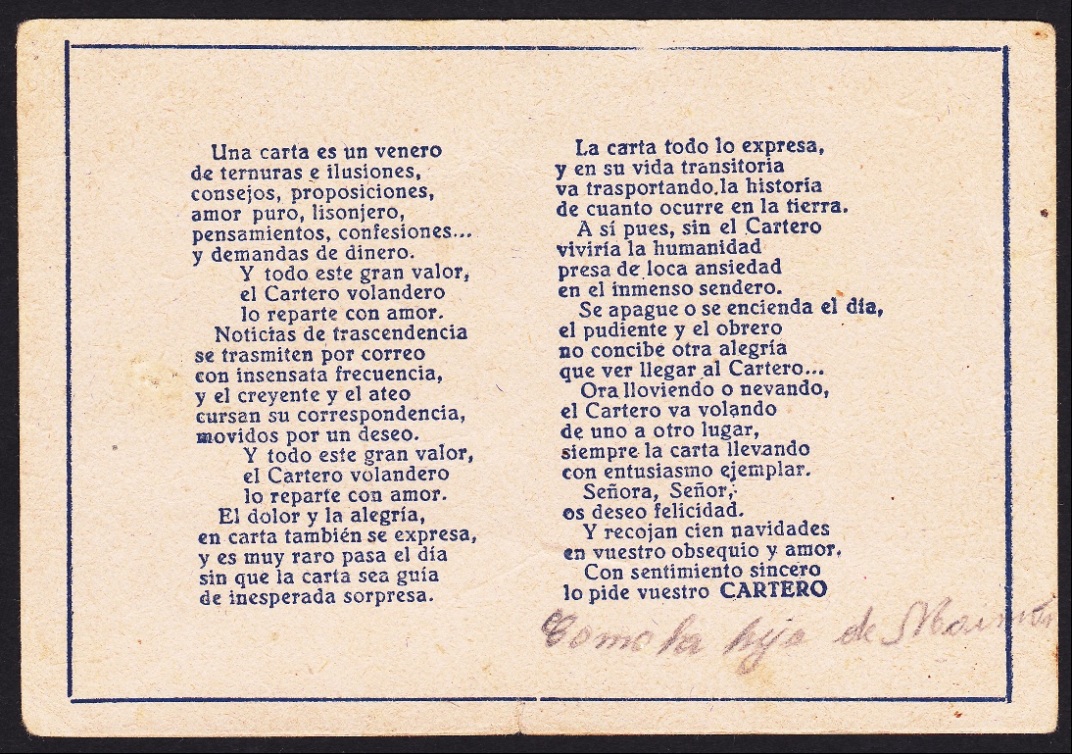 Una carta es un venero
de ternuras e ilusiones,
consejos, proposiciones,
amor puro, lisonjero,
pensamientos, confesiones...
y demandas de dinero.
Y todo este gran valor,
el Cartero volandero
lo reparte con amor.
Noticias de trascendencia
se trasmiten por correo
con insensata frecuencia,
y el creyente y el ateo
cursan su correspondencia,
movidos por un deseo.
Y todo este gran valor,
el Cartero volandero
lo reparte con amor.
El dolor y la alegría,
en carta también se expresa,
y es muy raro pasa el día
sin que la carta sea guía
de inesperada sorpresa.
La carta todo lo expresa,
y en su vida transitoria
va trasportando la historia
de cuanto ocurre en la tierra.
A sí pues, sin el Cartero
viviría la humanidad
presa de loca ansiedad
en el inmenso sendero.
Se apague o se encienda el día,
el pudiente y el obrero
no concibe otra alegría
que ver llegar al Cartero...
Ora lloviendo o nevando,
el Cartero va volando
de uno a otro lugar,
siempre la carta llevando
con entusiasmo ejemplar.
Señora, Señor,
os deseo felicidad.
Y recojan cien navidades
en vuestro obsequio y amor.
Con sentimiento sincero
lo pide vuestro CARTERO
Como la hija de